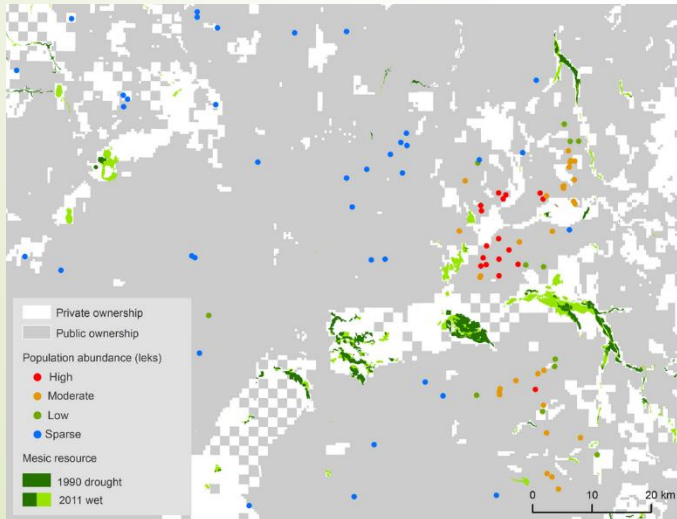 Private ownership
Public ownership
Population abundance (leks)
High
Moderate
Low
Sparse
Mesic resource
1990 drought
2011 wet
0 10 20 km